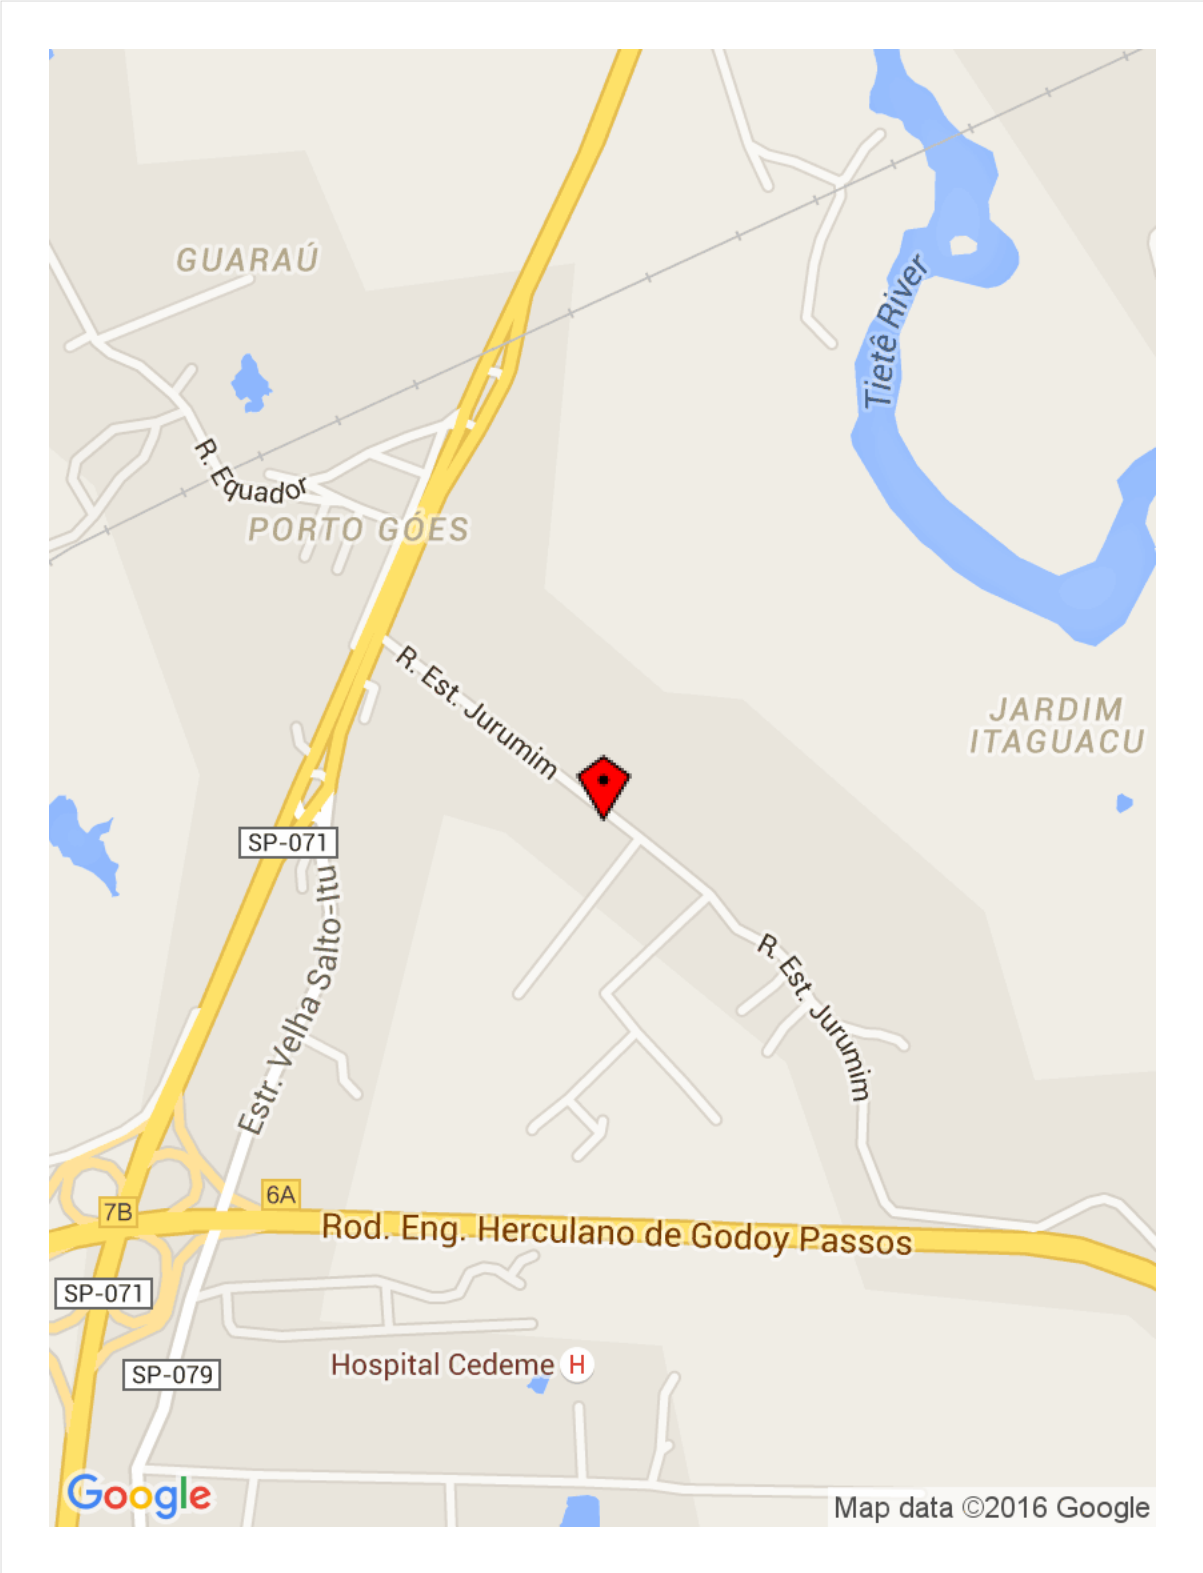 GUARAÚ
Tietê River
R. Equador
PORTO GÓES
R. Est. Jurumim
JARDIM
ITAGUACU
SP-071
Estr. Velha Salto-Itu
R. Est. Jurumim
6A
7B
Rod. Eng. Herculano de Godoy Passos
SP-071
Hospital Cedeme H
SP-079
Google
Map data ©2016 Google